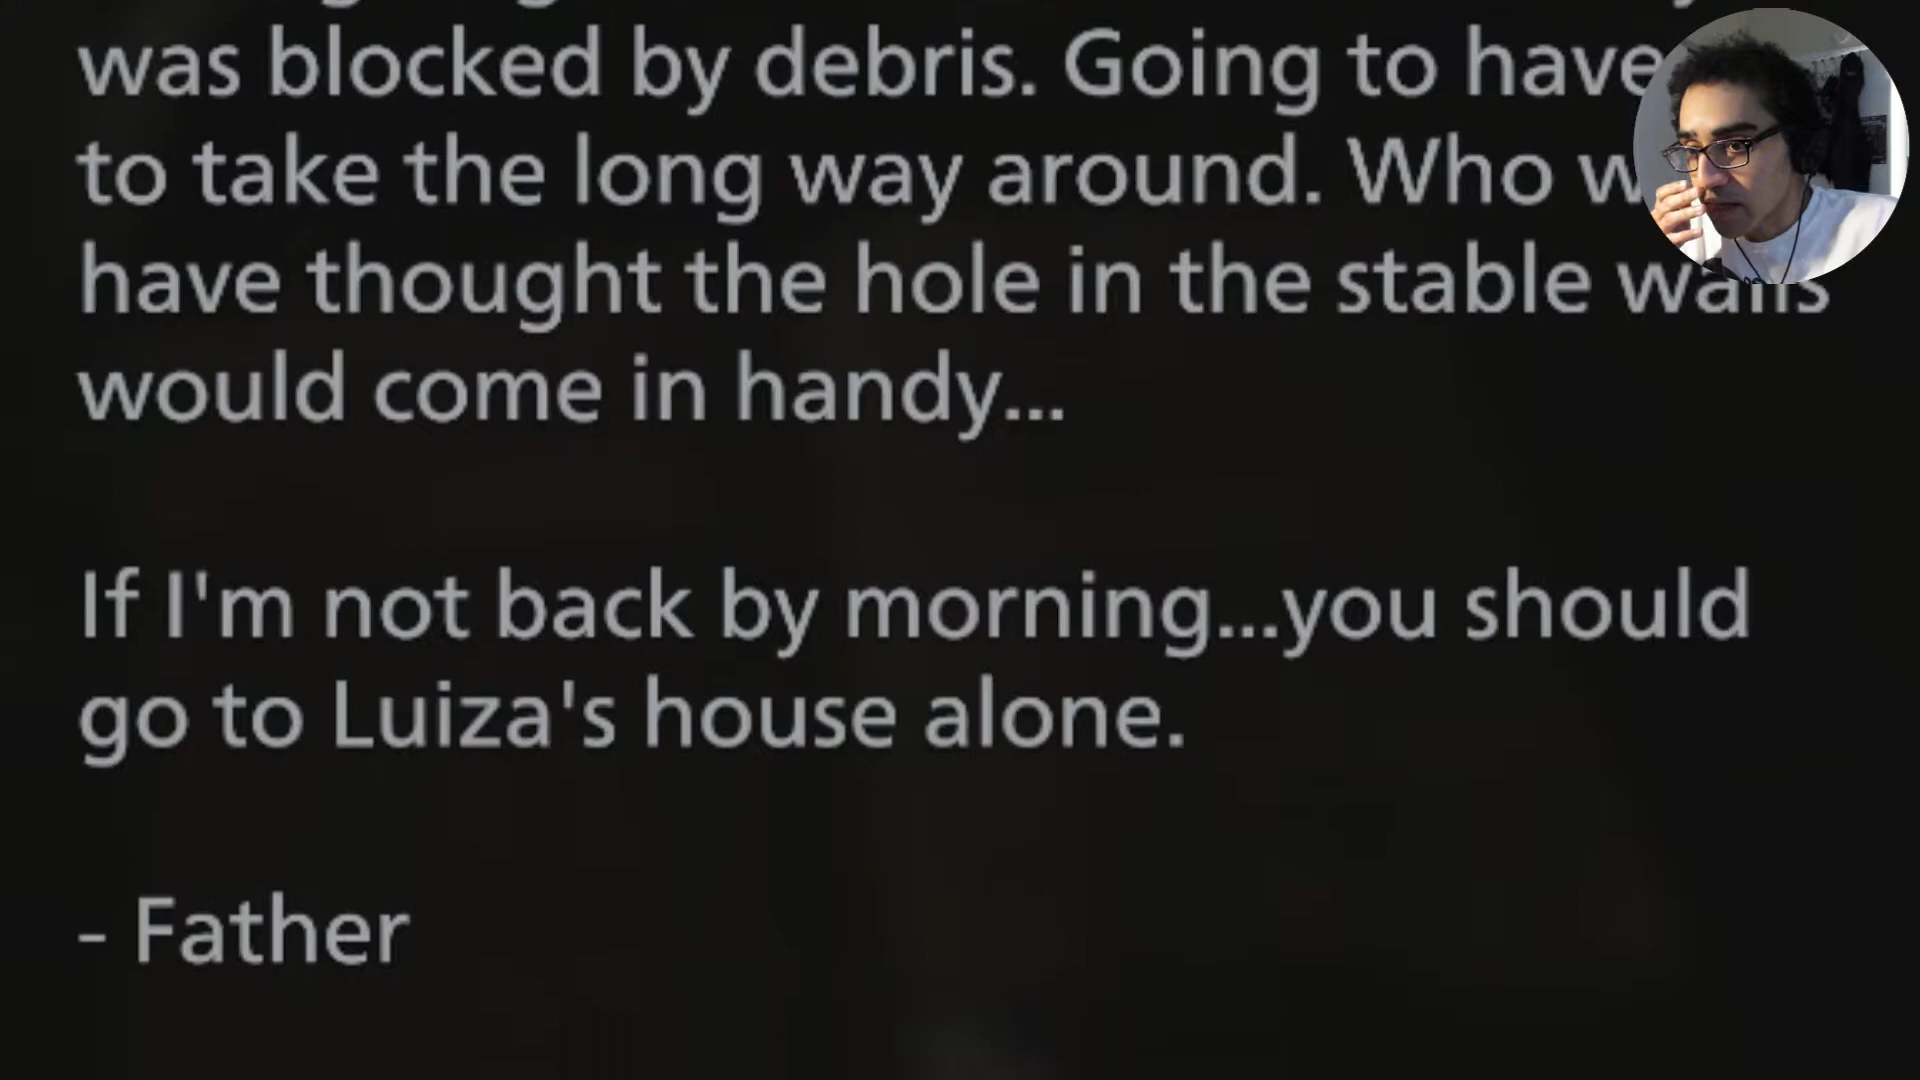 was blocked by debris. Going to have
to take the long way around. Who
have thought the hole in the stable walls
would come in handy...
If I'm not back by morning...you should
go to Luiza's house alone.
- Father